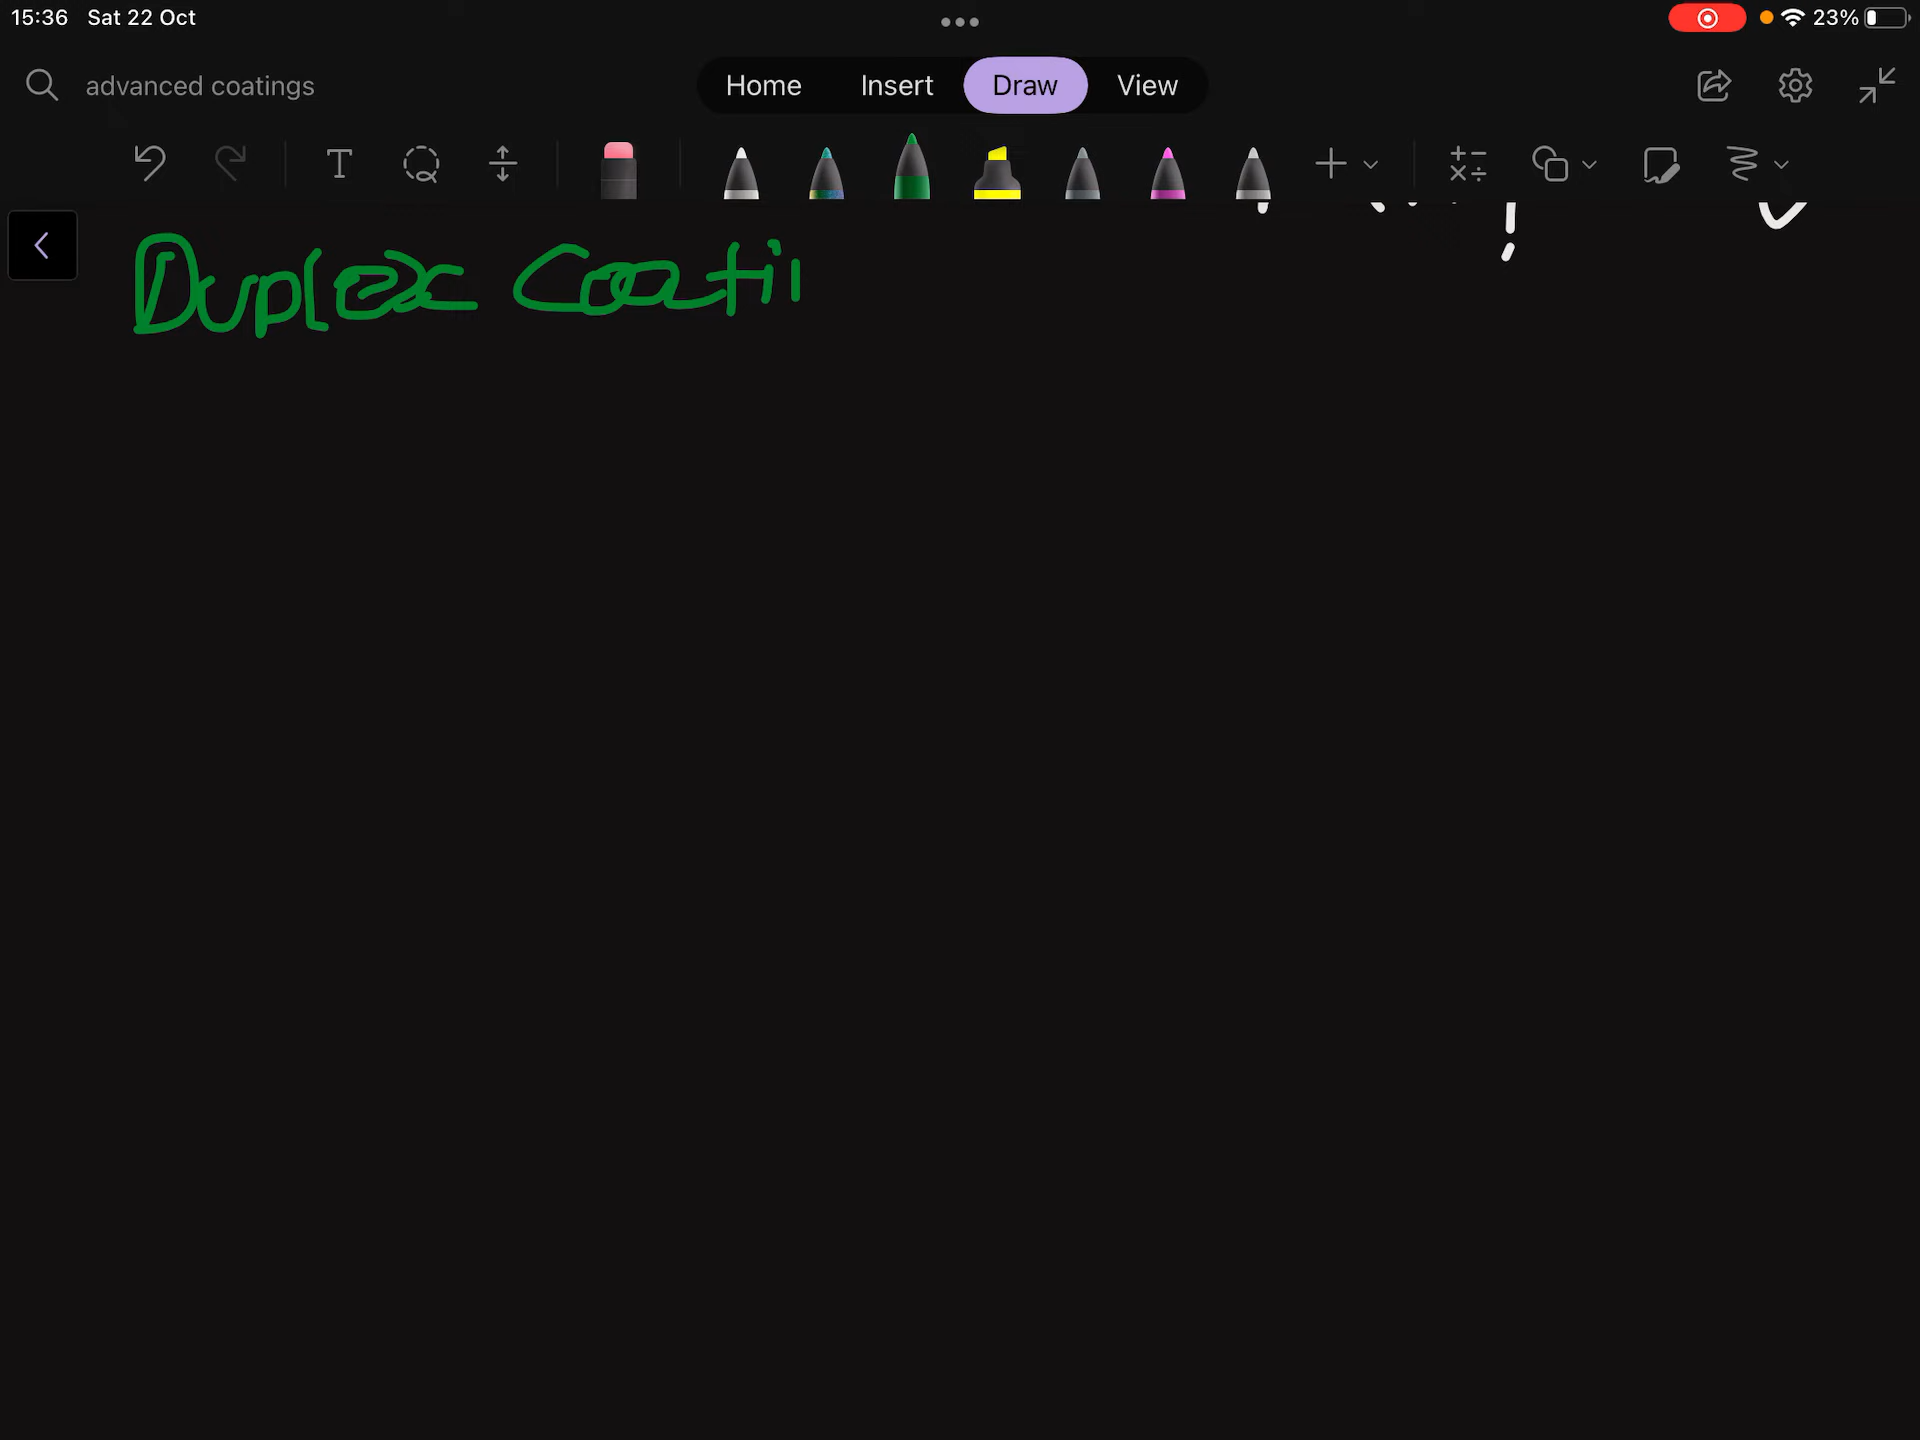 15:36 Sat 22 Oct 23%
advanced coatings Home Insert Draw View
T
Duplex Coati